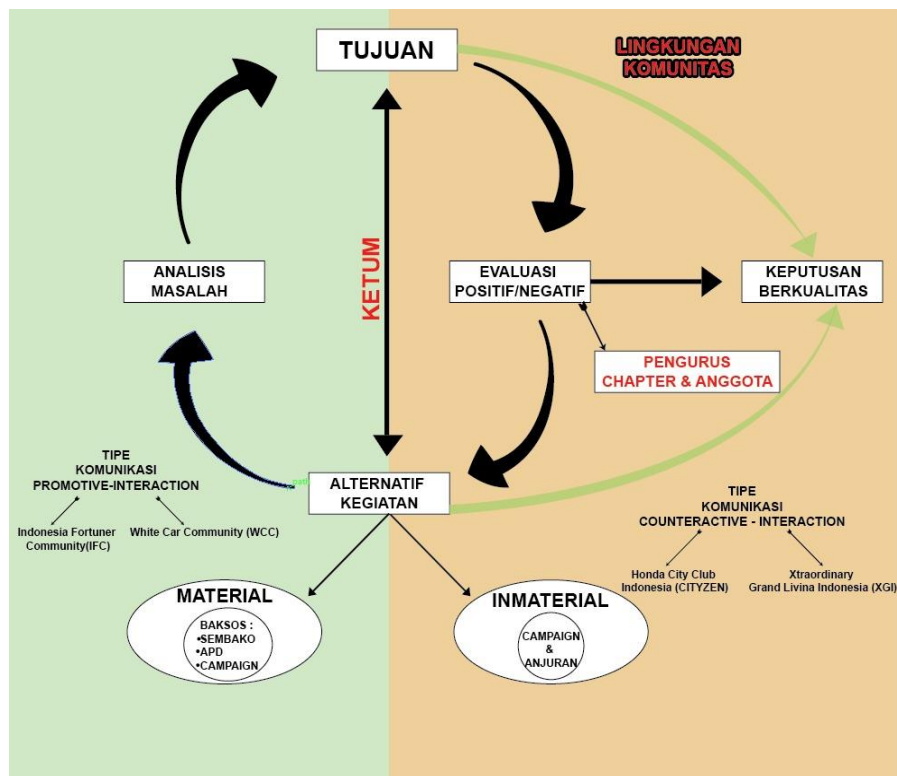 TUJUAN
LINGKUNGAN
KOMUNITAS
KETUM
ANALISIS
MASALAH
EVALUASI
POSITIF/NEGATIF
KEPUTUSAN
BERKUALITAS
PENGURUS
CHAPTER & ANGGOTA
ALTERNATIF
KEGIATAN
path
TIPE
KOMUNIKASI
PROMOTIVE-INTERACTION
Indonesia Fortuner
Community(IFC)
White Car Community (WCC)
TIPE
KOMUNIKASI
COUNTERACTIVE - INTERACTION
Honda City Club
Indonesia (CITYZEN)
Xtraordinary
Grand Livina Indonesia (XGI)
MATERIAL
BAKSOS :
•SEMBAKO
•APD
•CAMPAIGN
INMATERIAL
CAMPAIGN
&
ANJURAN